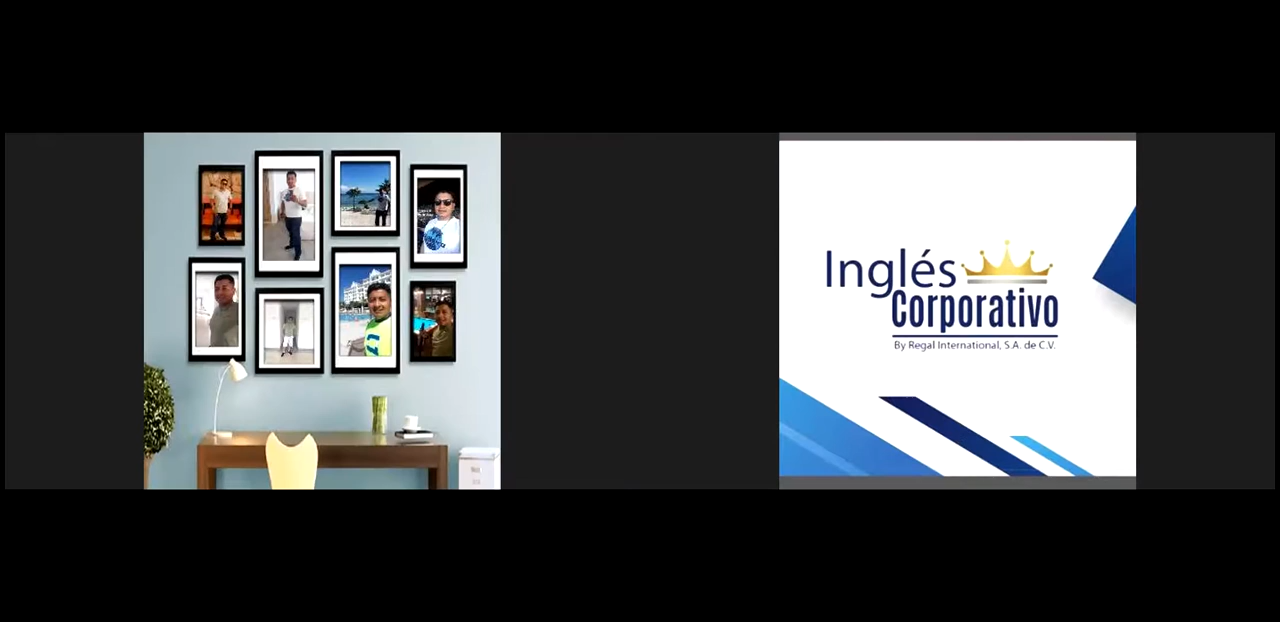 Inglés
Corporativo
By Regal International, S.A. de C.V.